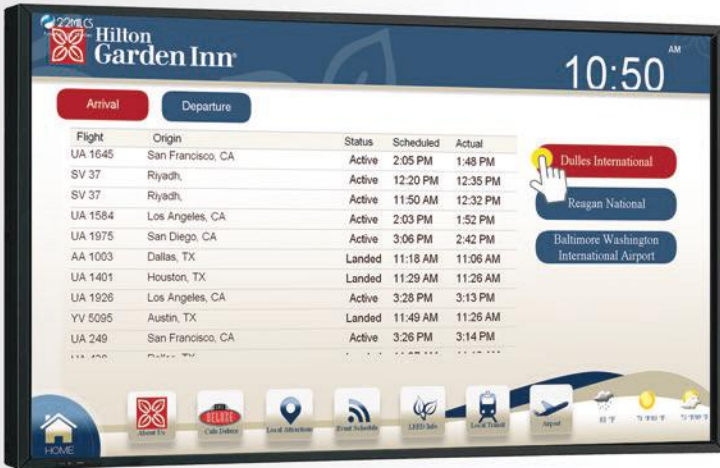 22MILES
Hilton
Garden Inn
AM
10:50
Arrival
Departure
Flight Origin Status Scheduled Actual
UA 1645 San Francisco, CA Active 2:05 PM 1:48 PM
SV 37 Riyadh, Active 12:20 PM 12:35 PM
SV 37 Riyadh, Active 11:50 AM 12:32 PM
UA 1584 Los Angeles, CA Active 2:03 PM 1:52 PM
UA 1975 San Diego, CA Active 3:06 PM 2:42 PM
AA 1003 Dallas, TX Landed 11:18 AM 11:06 AM
UA 1401 Houston, TX Landed 11:29 AM 11:26 AM
UA 1926 Los Angeles, CA Active 3:28 PM 3:13 PM
YV 5095 Austin, TX Landed 11:49 AM 11:26 AM
UA 249 San Francisco, CA Active 3:26 PM 3:14 PM
Dulles International
Reagan National
Baltimore Washington
International Airport
HOME
About Us
DELUXE
Cafe Deluxe
Local Attractions
Event Schedule
LEED Info
Local Transit
Airport